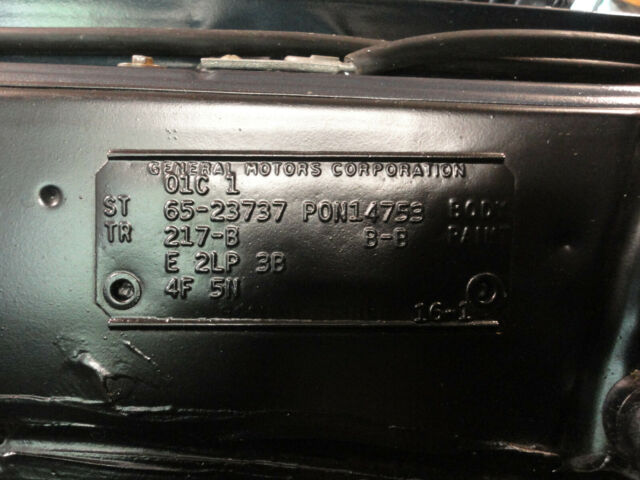 GENERAL MOTORS CORPORATION
01C 1
ST 65-23737 PON14753 BODY
TR 217-B B-B PAINT
E 2LP 3B
4F 5N
16-1